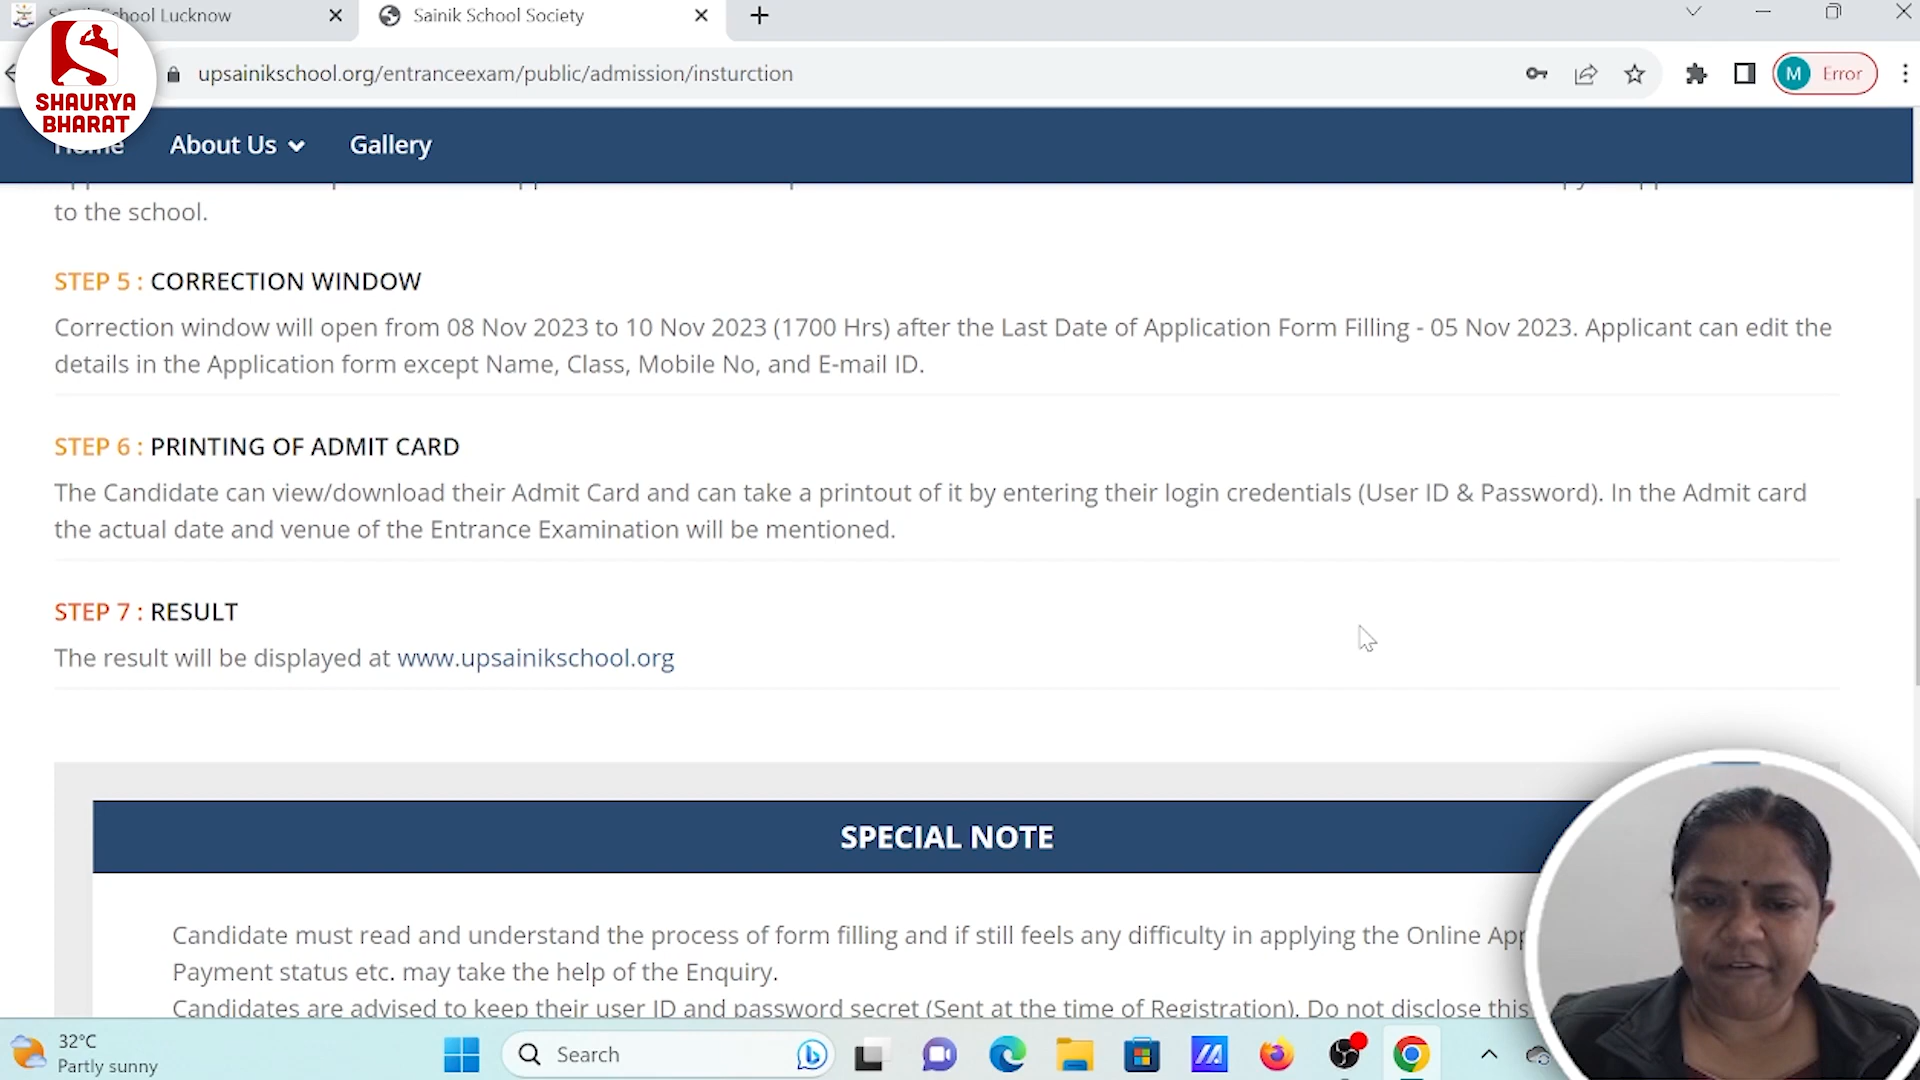 School Lucknow
Sainik School Society
upsainikschool.org/entranceexam/public/admission/insturction
M Error
SHAURYA
BHARAT
Home
About Us
Gallery
to the school.
STEP 5 : CORRECTION WINDOW
Correction window will open from 08 Nov 2023 to 10 Nov 2023 (1700 Hrs) after the Last Date of Application Form Filling - 05 Nov 2023. Applicant can edit the
details in the Application form except Name, Class, Mobile No, and E-mail ID.
STEP 6 : PRINTING OF ADMIT CARD
The Candidate can view/download their Admit Card and can take a printout of it by entering their login credentials (User ID & Password). In the Admit card
the actual date and venue of the Entrance Examination will be mentioned.
STEP 7 : RESULT
The result will be displayed at www.upsainikschool.org
SPECIAL NOTE
Candidate must read and understand the process of form filling and if still feels any difficulty in applying the Online App
Payment status etc. may take the help of the Enquiry.
Candidates are advised to keep their user ID and password secret (Sent at the time of Registration). Do not disclose this
32°C
Partly sunny
Search